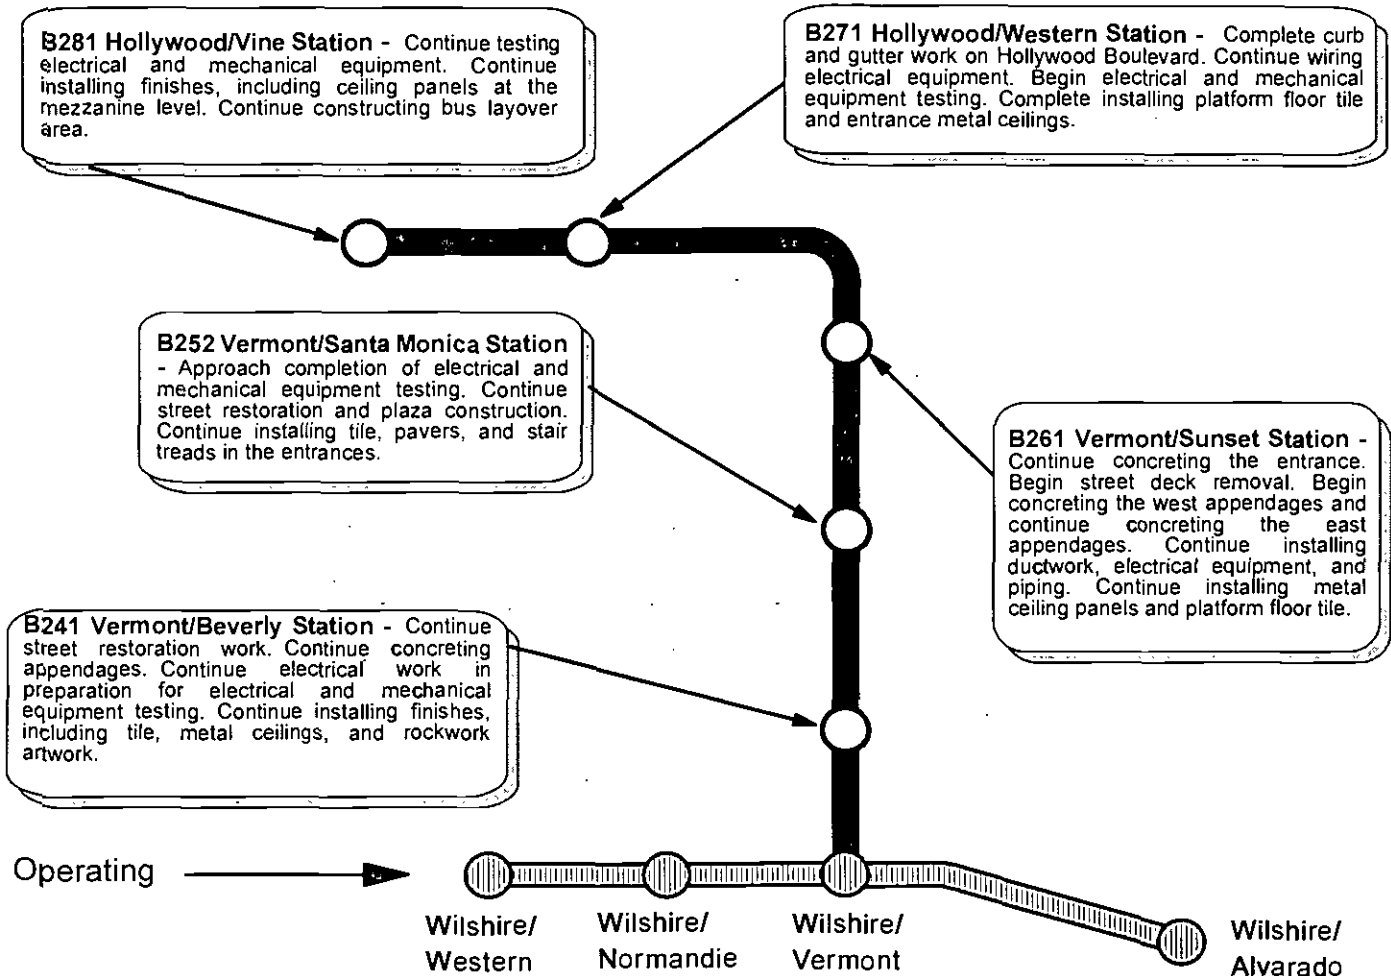 B281 Hollywood/Vine Station - Continue testing
electrical and mechanical equipment. Continue
installing finishes, including ceiling panels at the
mezzanine level. Continue constructing bus layover
area.
B271 Hollywood/Western Station - Complete curb
and gutter work on Hollywood Boulevard. Continue wiring
electrical equipment. Begin electrical and mechanical
equipment testing. Complete installing platform floor tile
and entrance metal ceilings.
B252 Vermont/Santa Monica Station
- Approach completion of electrical and
mechanical equipment testing. Continue
street restoration and plaza construction.
Continue installing tile, pavers, and stair
treads in the entrances.
B261 Vermont/Sunset Station -
Continue concreting the entrance.
Begin street deck removal. Begin
concreting the west appendages and
continue concreting the east
appendages. Continue installing
ductwork, electrical equipment, and
piping. Continue installing metal
ceiling panels and platform floor tile.
B241 Vermont/Beverly Station - Continue
street restoration work. Continue concreting
appendages. Continue electrical work in
preparation for electrical and mechanical
equipment testing. Continue installing finishes,
including tile, metal ceilings, and rockwork
artwork.
Operating
Wilshire/
Western
Wilshire/
Normandie
Wilshire/
Vermont
Wilshire/
Alvarado